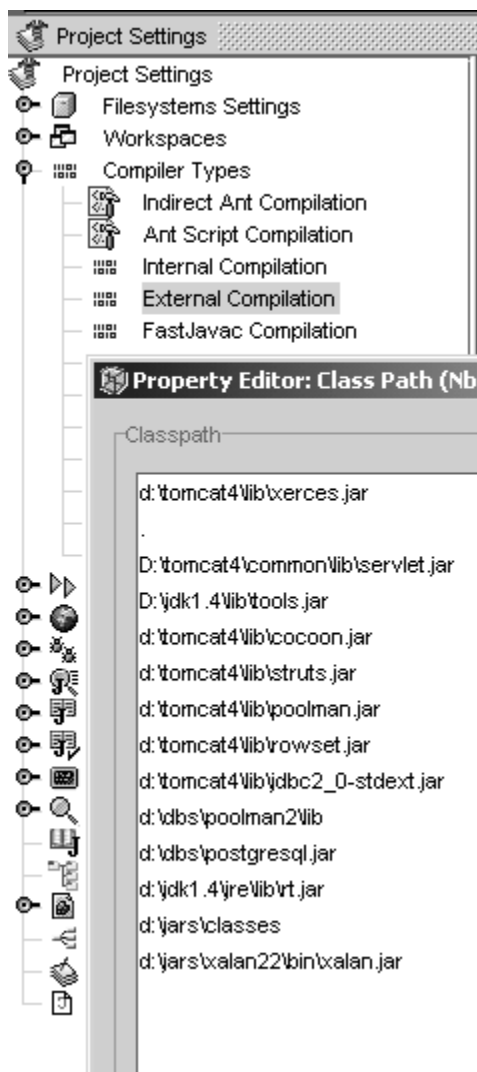 Project Settings
Project Settings
Filesystems Settings
Workspaces
Compiler Types
Indirect Ant Compilation
Ant Script Compilation
Internal Compilation
External Compilation
FastJavac Compilation
Property Editor: Class Path (Nb
Classpath
d:\tomcat4\lib\xerces.jar
.
D:\tomcat4\common\lib\servlet.jar
D:\jdk1.4\lib\tools.jar
d:\tomcat4\lib\cocoon.jar
d:\tomcat4\lib\struts.jar
d:\tomcat4\lib\poolman.jar
d:\tomcat4\lib\rowset.jar
d:\tomcat4\lib\jdbc2_0-stdext.jar
d:\dbs\poolman2\lib
d:\dbs\postgresql.jar
d:\jdk1.4\jre\lib\rt.jar
d:\jars\classes
d:\jars\xalan22\bin\xalan.jar